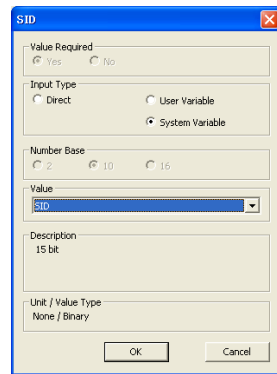 SID
Value Required
Yes No
Input Type
Direct User Variable
System Variable
Number Base
2 10 16
Value
SID
Description
15 bit
Unit / Value Type
None / Binary
OK Cancel